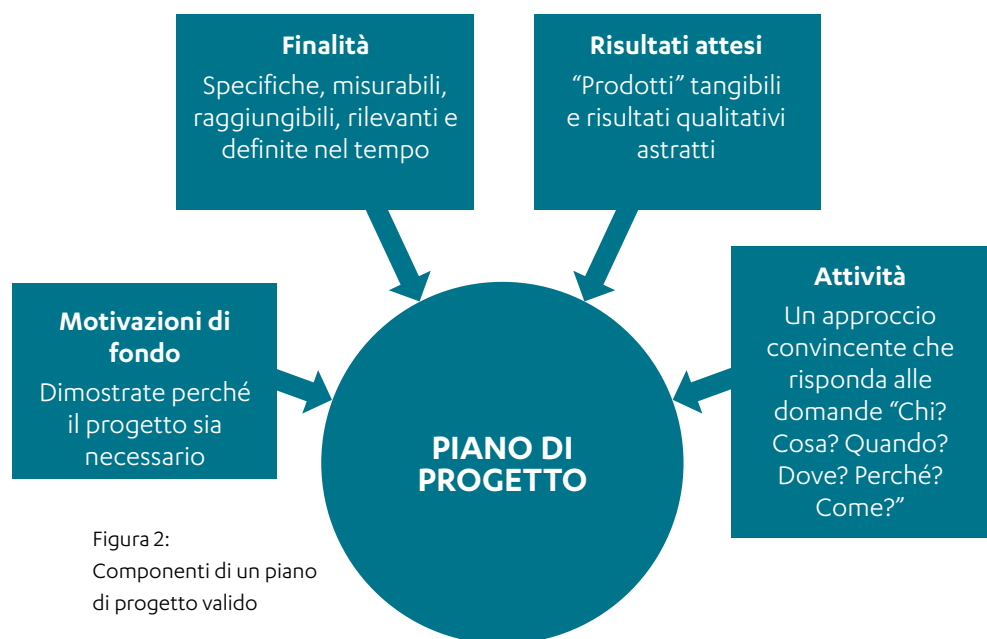 Finalità
Specifiche, misurabili,
raggiungibili, rilevanti e
definite nel tempo
Risultati attesi
“Prodotti” tangibili
e risultati qualitativi
astratti
Motivazioni di
fondo
Dimostrate perché
il progetto sia
necessario
Attività
Un approccio
convincente che
risponda alle
domande “Chi?
Cosa? Quando?
Dove? Perché?
Come?”
PIANO DI
PROGETTO
Figura 2:
Componenti di un piano
di progetto valido